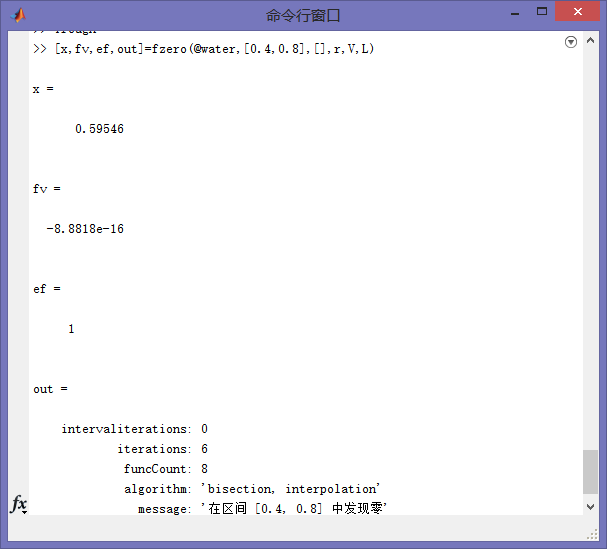 命令行窗口
>> [x,fv,ef,out]=fzero(@water,[0.4,0.8],[],r,V,L)
x =
0.59546
fv =
-8.8818e-16
ef =
1
out =
intervaliterations: 0
iterations: 6
funcCount: 8
algorithm: 'bisection, interpolation'
message: '在区间 [0.4, 0.8] 中发现零'
fx